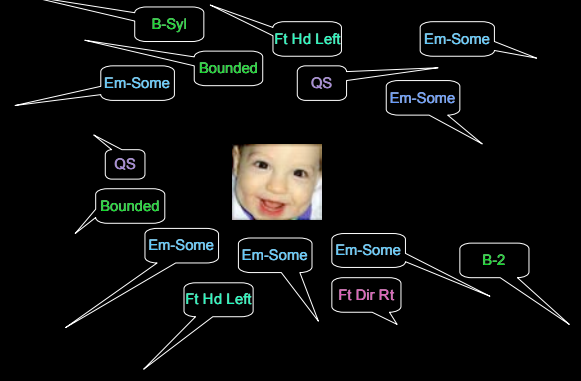 B-Syl
Ft Hd Left
Em-Some
Bounded
Em-Some
QS
Em-Some
QS
Bounded
Em-Some
Em-Some
Em-Some
B-2
Ft Hd Left
Ft Dir Rt